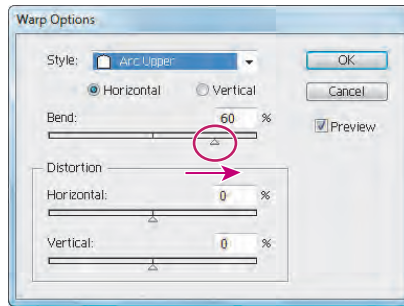 Warp Options
Style: Arc Upper
Horizontal Vertical
Bend: 60 %
Distortion
Horizontal: 0 %
Vertical: 0 %
OK
Cancel
Preview